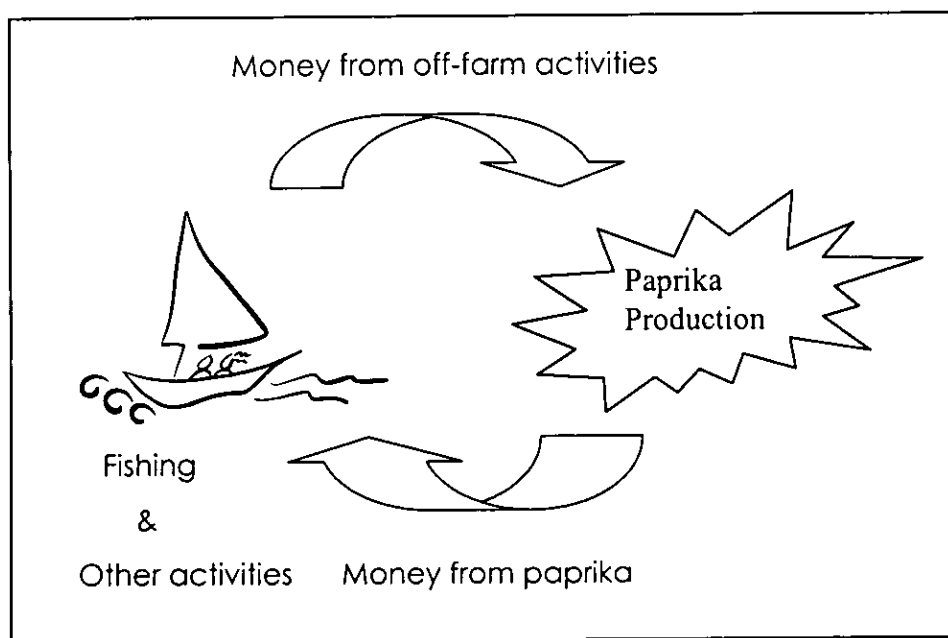 Money from off-farm activities
Paprika
Production
Fishing
&
Other activities
Money from paprika